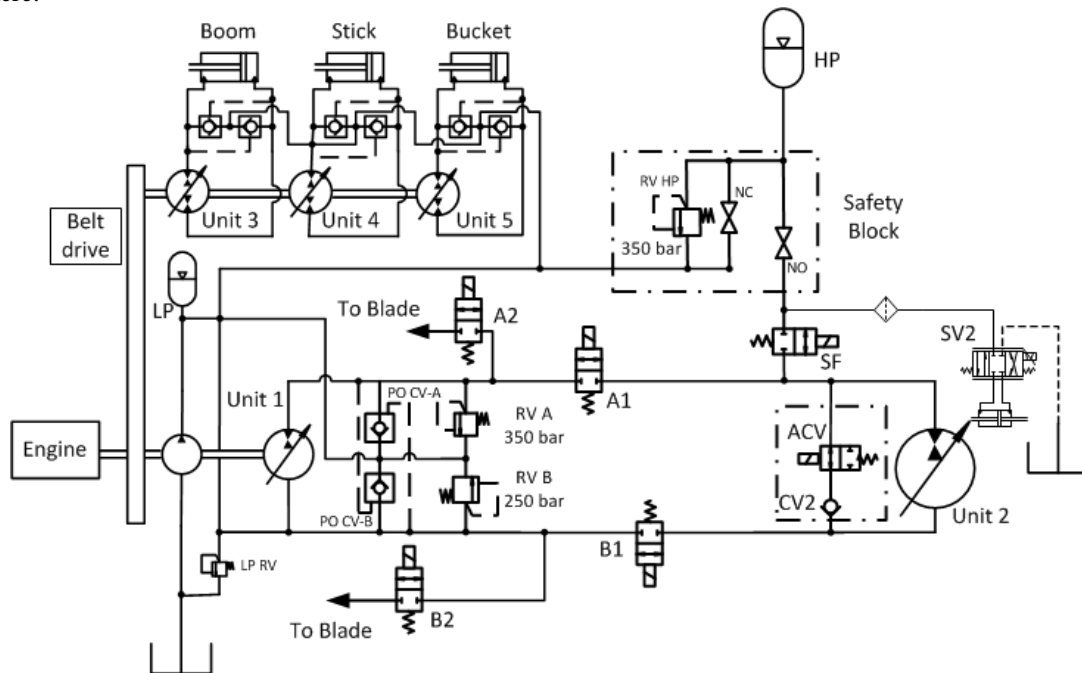 Boom
Stick
Bucket
HP
RV HP
NC
350 bar
NO
Safety
Block
Unit 3
Unit 4
Unit 5
Belt
drive
LP
To Blade
A2
SF
SV2
A1
Unit 1
PO CV-A
RV A
350 bar
Engine
RV B
250 bar
PO CV-B
ACV
CV2
Unit 2
LP RV
B1
B2
To Blade